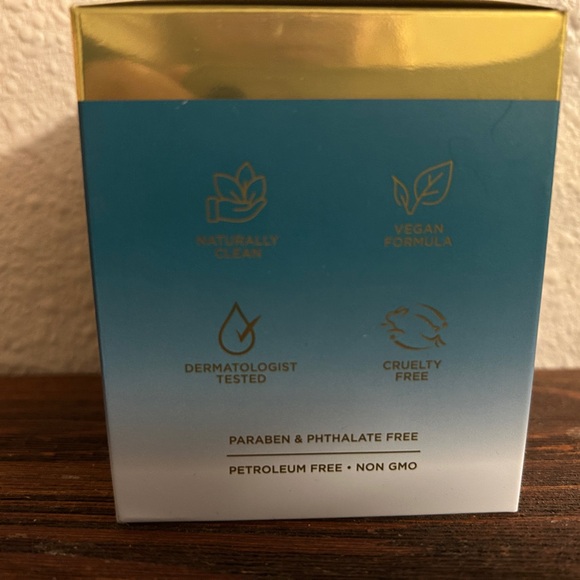 NATURALLY
CLEAN
VEGAN
FORMULA
DERMATOLOGIST
TESTED
CRUELTY
FREE
PARABEN & PHTHALATE FREE
PETROLEUM FREE • NON GMO